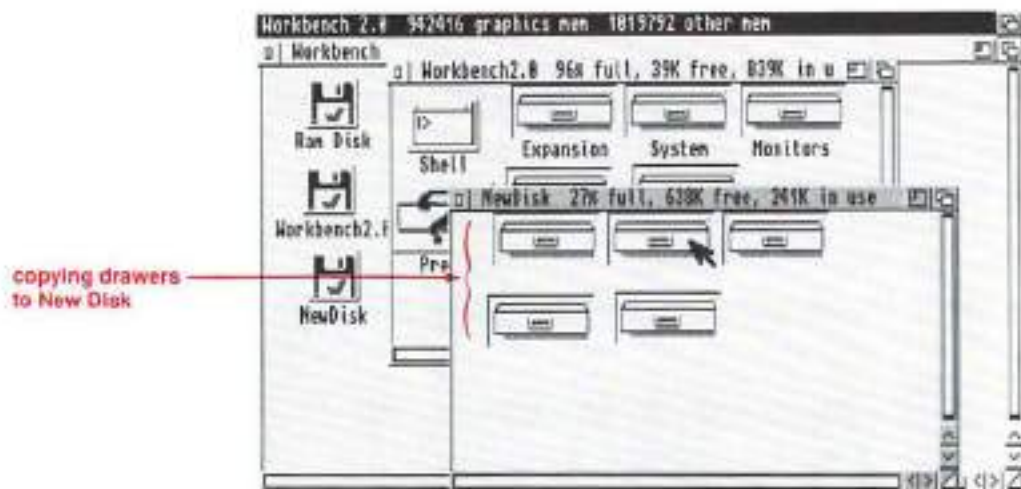 Workbench 2.0 942416 graphics mem 1019792 other mem
Workbench
Workbench2.0 96% full, 39K free, 839K in u
Ram Disk
Shell
Expansion
System
Monitors
NewDisk 27% full, 638K free, 241K in use
Workbench2.
Pre
copying drawers
to New Disk
NewDisk